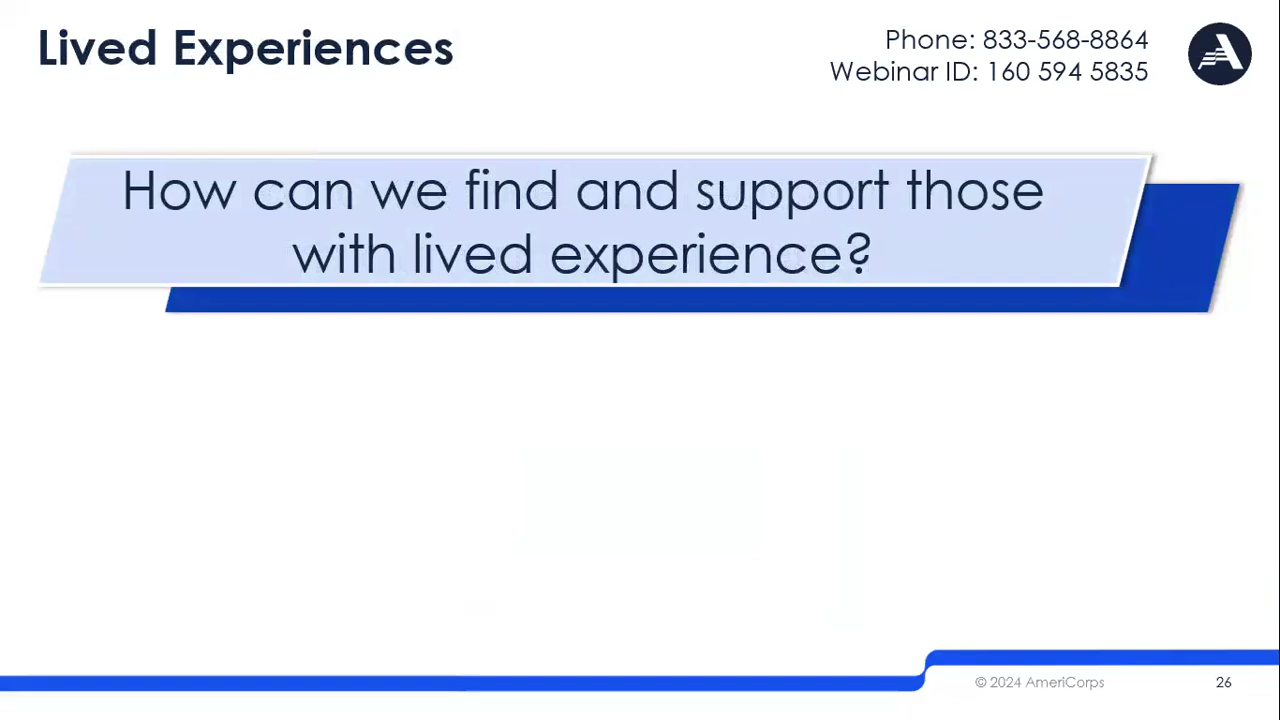 Lived Experiences
Phone: 833-568-8864
Webinar ID: 160 594 5835
How can we find and support those
with lived experience?
© 2024 AmeriCorps
26